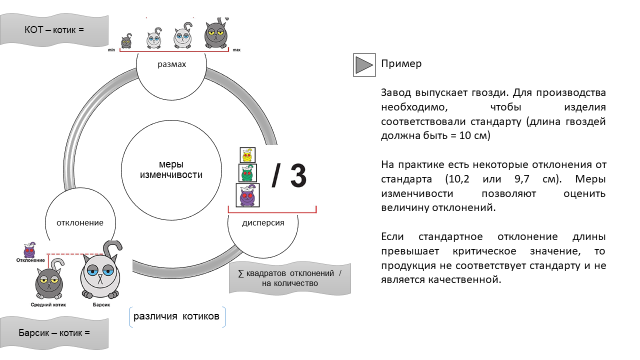 КОТ – котик =
min
max
размах
меры
изменчивости
/ 3
отклонение
дисперсия
Отклонение
Средний котик
Барсик
∑ квадратов отклонений /
на количество
различия котиков
Барсик – котик =
Пример
Завод выпускает гвозди. Для производства
необходимо, чтобы изделия
соответствовали стандарту (длина гвоздей
должна быть = 10 см)
На практике есть некоторые отклонения от
стандарта (10,2 или 9,7 см). Меры
изменчивости позволяют оценить
величину отклонений.
Если стандартное отклонение длины
превышает критическое значение, то
продукция не соответствует стандарту и не
является качественной.